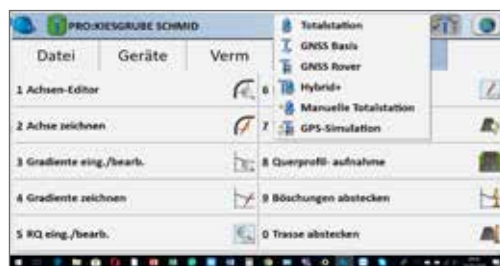 PRO:KIESGRUBE SCHMID
Totalstation
GNSS Basis
GNSS Rover
Hybrid+
Manuelle Totalstation
GPS-Simulation
Datei Geräte Verm
1 Achsen-Editor
6
2 Achse zeichnen
7
3 Gradiente eing./bearb.
8 Querprofil- aufnahme
4 Gradiente zeichnen
9 Böschungen abstecken
5 RQ eing./bearb.
0 Trasse abstecken